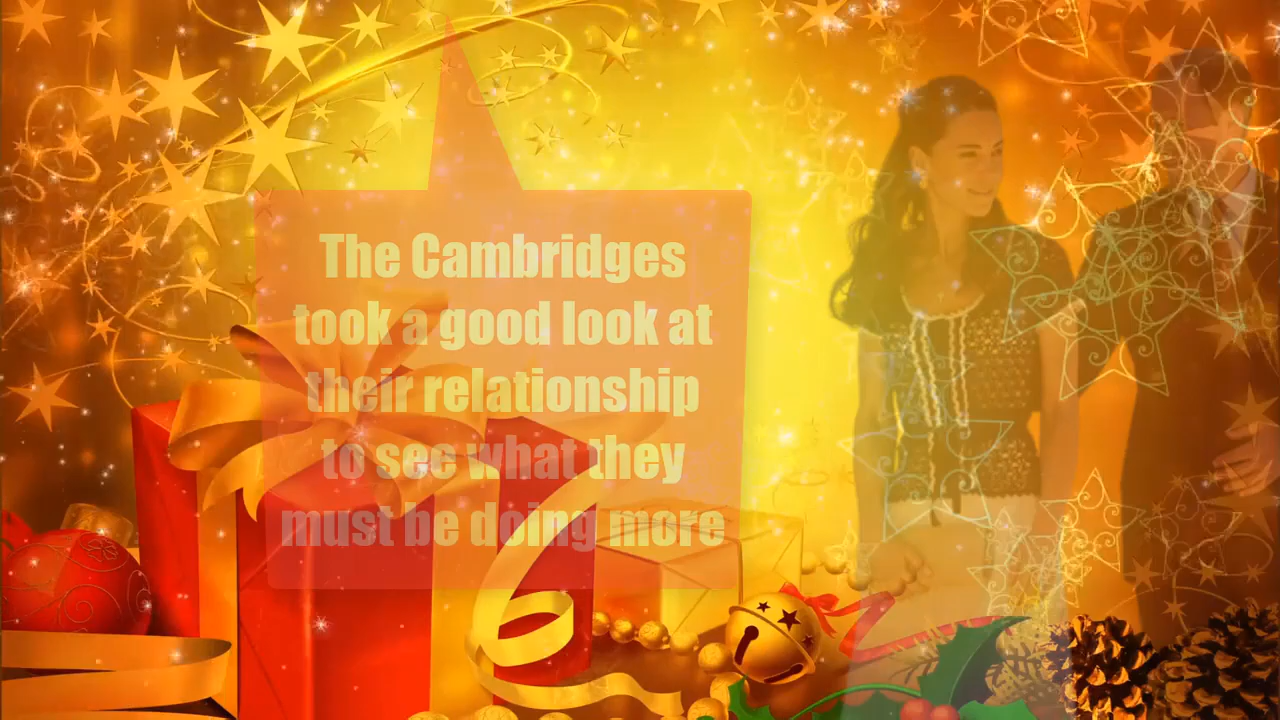 The Cambridges
took a good look at
their relationship
to see what they
must be doing more